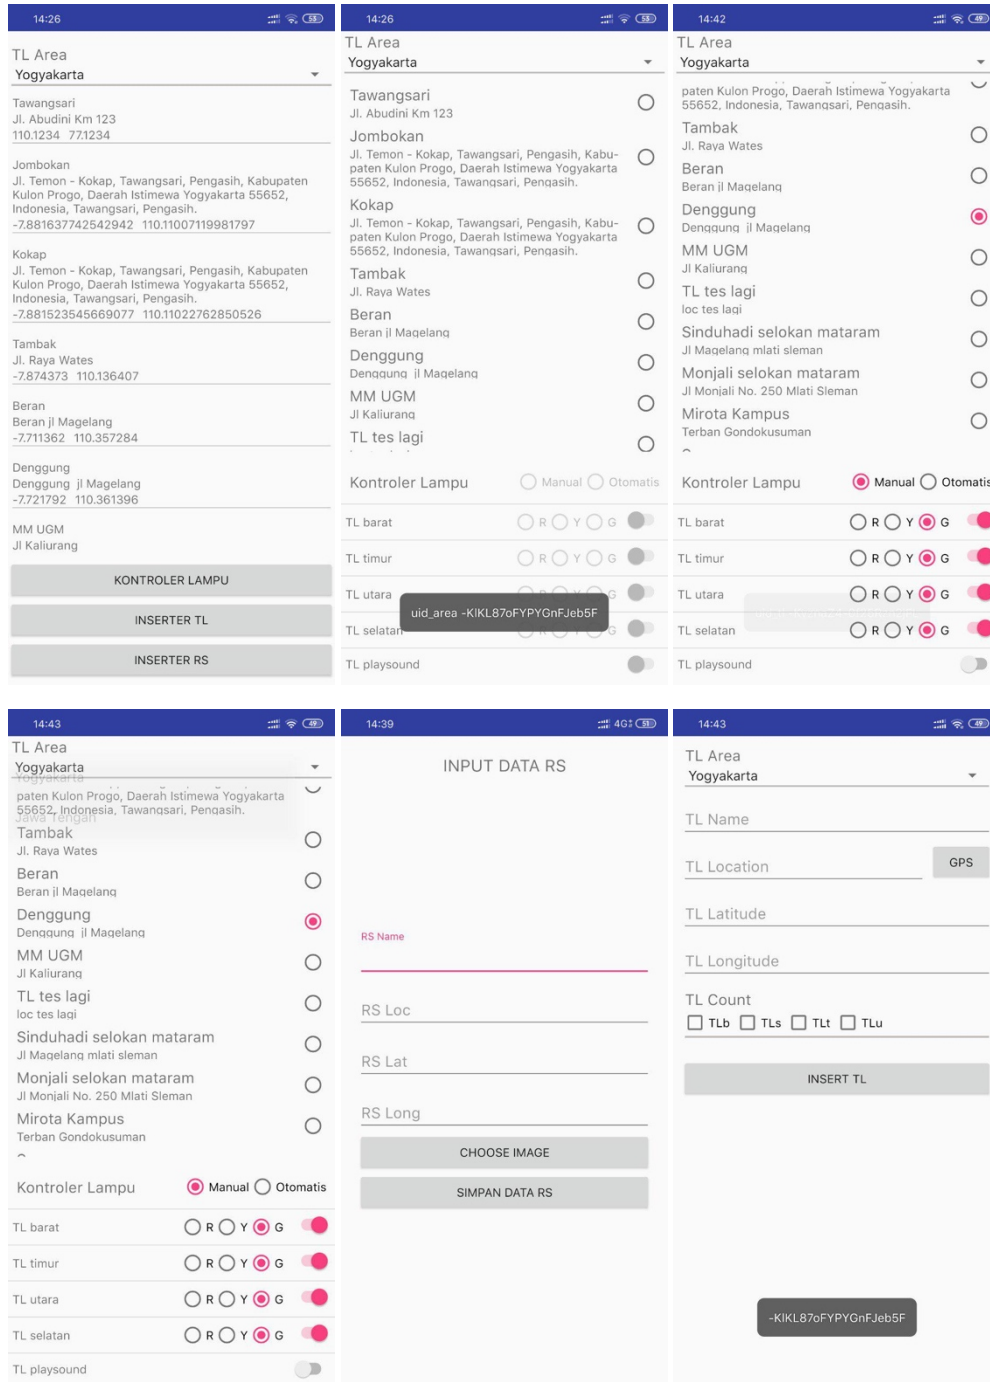 14:26
53
TL Area
Yogyakarta
Tawangsari
Jl. Abudini Km 123
110.1234 77.1234
Jombokan
Jl. Temon - Kokap, Tawangsari, Pengasih, Kabupaten
Kulon Progo, Daerah Istimewa Yogyakarta 55652,
Indonesia, Tawangsari, Pengasih.
-7.881637742542942 110.11007119981797
Kokap
Jl. Temon - Kokap, Tawangsari, Pengasih, Kabupaten
Kulon Progo, Daerah Istimewa Yogyakarta 55652,
Indonesia, Tawangsari, Pengasih.
-7.881523545669077 110.11022762850526
Tambak
Jl. Raya Wates
-7.874373 110.136407
Beran
Beran jl Magelang
-7.711362 110.357284
Denggung
Denggung jl Magelang
-7.721792 110.361396
MM UGM
Jl Kaliurang
KONTROLER LAMPU
INSERTER TL
INSERTER RS
14:26
53
TL Area
Yogyakarta
Tawangsari
Jl. Abudini Km 123
Jombokan
Jl. Temon - Kokap, Tawangsari, Pengasih, Kabu-
paten Kulon Progo, Daerah Istimewa Yogyakarta
55652, Indonesia, Tawangsari, Pengasih.
Kokap
Jl. Temon - Kokap, Tawangsari, Pengasih, Kabu-
paten Kulon Progo, Daerah Istimewa Yogyakarta
55652, Indonesia, Tawangsari, Pengasih.
Tambak
Jl. Raya Wates
Beran
Beran jl Magelang
Denggung
Denggung jl Magelang
MM UGM
Jl Kaliurang
TL tes lagi
Kontroler Lampu Manual Otomatis
TL barat R Y G
TL timur R Y G
TL utara
uid_area -KIKL87oFYPYGnFJeb5F
TL selatan G
TL playsound
14:42
49
TL Area
Yogyakarta
paten Kulon Progo, Daerah Istimewa Yogyakarta
55652, Indonesia, Tawangsari, Pengasih.
Tambak
Jl. Raya Wates
Beran
Beran jl Magelang
Denggung
Denggung jl Magelang
MM UGM
Jl Kaliurang
TL tes lagi
loc tes lagi
Sinduhadi selokan mataram
Jl Magelang mlati sleman
Monjali selokan mataram
Jl Monjali No. 250 Mlati Sleman
Mirota Kampus
Terban Gondokusuman
Kontroler Lampu Manual Otomatis
TL barat R Y G
TL timur R Y G
TL utara R Y G
TL selatan R Y G
TL playsound
14:43
49
TL Area
Yogyakarta
Yogyakarta
paten Kulon Progo, Daerah Istimewa Yogyakarta
55652, Indonesia, Tawangsari, Pengasih.
Jawa Tengah
Tambak
Jl. Raya Wates
Beran
Beran jl Magelang
Denggung
Denggung jl Magelang
MM UGM
Jl Kaliurang
TL tes lagi
loc tes lagi
Sinduhadi selokan mataram
Jl Magelang mlati sleman
Monjali selokan mataram
Jl Monjali No. 250 Mlati Sleman
Mirota Kampus
Terban Gondokusuman
Kontroler Lampu Manual Otomatis
TL barat R Y G
TL timur R Y G
TL utara R Y G
TL selatan R Y G
TL playsound
14:39
4G 51
INPUT DATA RS
RS Name
RS Loc
RS Lat
RS Long
CHOOSE IMAGE
SIMPAN DATA RS
14:43
49
TL Area
Yogyakarta
TL Name
TL Location GPS
TL Latitude
TL Longitude
TL Count
TLb TLs TLt TLu
INSERT TL
-KIKL87oFYPYGnFJeb5F